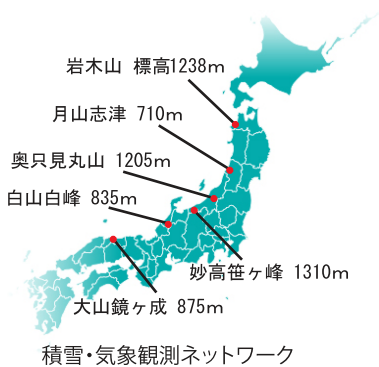 岩木山 標高1238m
月山志津 710m
奥只見丸山 1205m
白山白峰 835m
妙高笹ヶ峰 1310m
大山鏡ヶ成 875m
積雪・気象観測ネットワーク